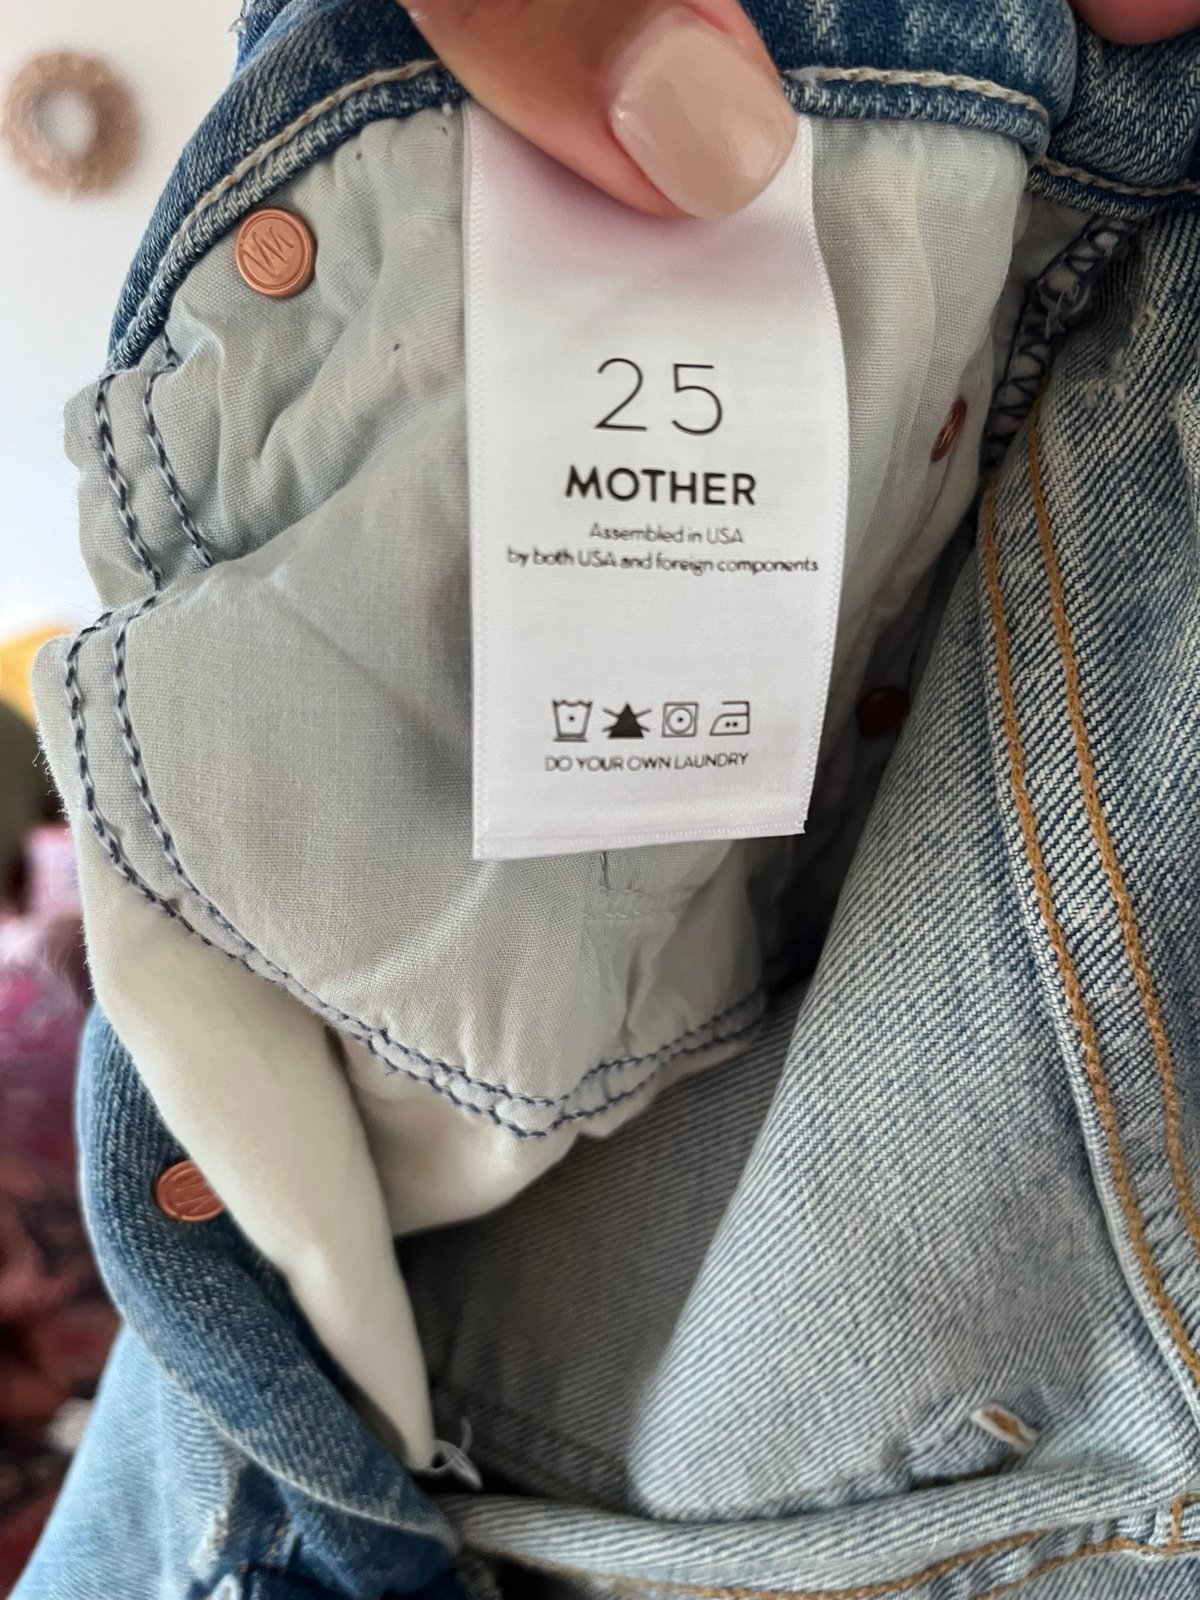 25
MOTHER
Assembled in USA
by both USA and foreign components
DO YOUR OWN LAUNDRY